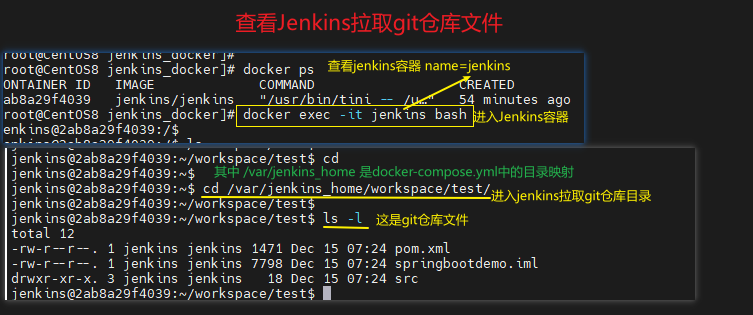 查看Jenkins拉取git仓库文件
root@CentOS8 jenkins_docker]#
root@CentOS8 jenkins_docker]# docker ps 查看jenkins容器 name=jenkins
ONTAINER ID IMAGE COMMAND CREATED
ab8a29f4039 jenkins/jenkins "/usr/bin/tini -- /u…" 54 minutes ago
root@CentOS8 jenkins_docker]# docker exec -it jenkins bash 进入Jenkins容器
enkins@2ab8a29f4039:/$
jenkins@2ab8a29f4039:~/workspace/test$ cd
jenkins@2ab8a29f4039:~$ 其中 /var/jenkins_home 是docker-compose.yml中的目录映射
jenkins@2ab8a29f4039:~$ cd /var/jenkins_home/workspace/test/ 进入jenkins拉取git仓库目录
jenkins@2ab8a29f4039:~/workspace/test$
jenkins@2ab8a29f4039:~/workspace/test$ ls -l 这是git仓库文件
total 12
-rw-r--r--. 1 jenkins jenkins 1471 Dec 15 07:24 pom.xml
-rw-r--r--. 1 jenkins jenkins 7798 Dec 15 07:24 springbootdemo.iml
drwxr-xr-x. 3 jenkins jenkins 18 Dec 15 07:24 src
jenkins@2ab8a29f4039:~/workspace/test$